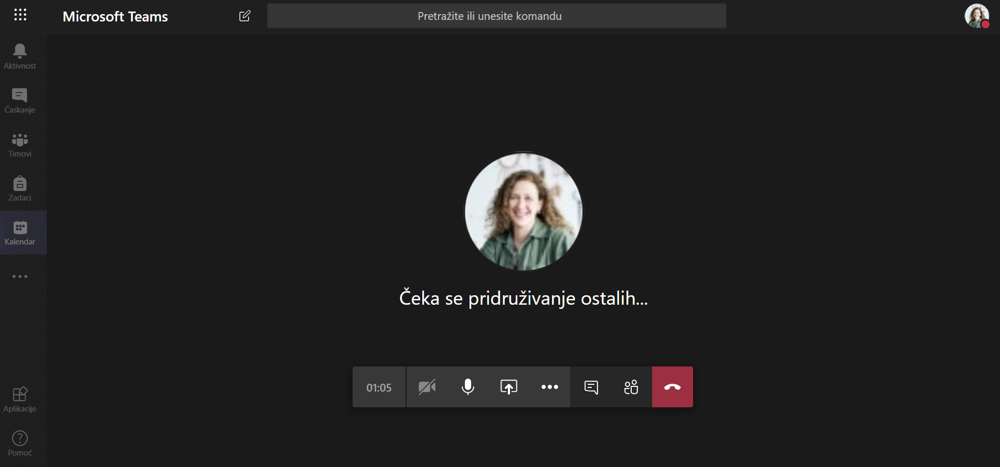 Microsoft Teams
Pretražite ili unesite komandu
Aktivnost
Ćaskanje
Timovi
Zadaci
Kalendar
Aplikacije
Pomoć
Čeka se pridruživanje ostalih...
01:05